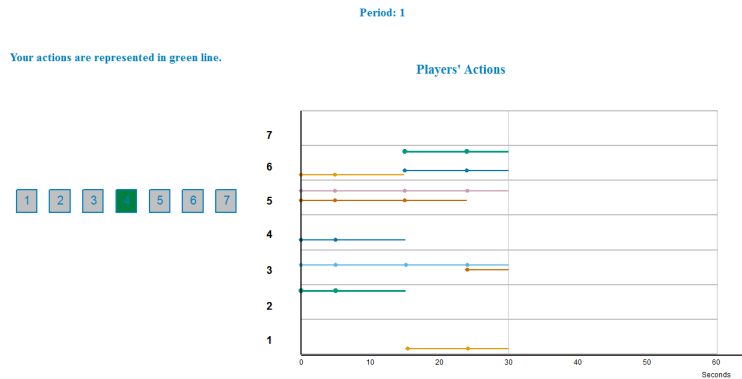 Period: 1
Your actions are represented in green line.
Players' Actions
1 2 3 4 5 6 7
7
6
5
4
3
2
1
0 10 20 30 40 50 60
Seconds